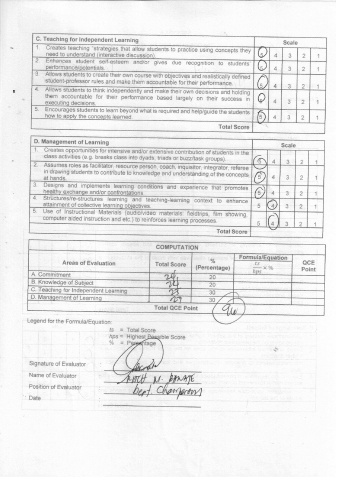 C. Teaching for Independent Learning Scale
1. Creates teaching strategies that allow students to practice using concepts they need to understand (interactive discussion). 5 4 3 2 1
2. Enhances student self-esteem and/or gives due recognition to students performance/potentials. 5 4 3 2 1
3. Allows students to create their own course with objectives and realistically defined student-professor rules and make them accountable for their performance. 5 4 3 2 1
4. Allows students to think independently and make their own decisions and holding them accountable for their performance based largely on their success in executing decisions. 4 2 2 1
5. Encourages students to learn beyond what is required and help/guide the students how to apply the concepts learned. 5 4 3 2 1
Total Score
D. Management of Learning Scale
1. Creates opportunities for intensive and/or extensive contribution of students in the class activities (e.g. breaks class into dyads, triads or buzz/task groups). 5 4 3 2 1
2. Assumes roles as facilitator, resource person, coach, inquisitor, integrator, referee in drawing students to contribute to knowledge and understanding of the concepts at hands. 5 4 3 2 1
3. Designs and implements learning conditions and experience that promotes healthy exchange and/or confrontations. 5 4 3 2 1
4. Structures/re-structures learning and teaching-learning context to enhance attainment of collective learning objectives. 5 4 3 2 1
5. Use of Instructional Materials (audio/video materials: fieldtrips, film showing, computer aided instruction and etc.) to reinforces learning processes. 5 4 3 2 1
Total Score
COMPUTATION
Areas of Evaluation Total Score % (Percentage) Formula/Equation QCE Point
ts
hps x %
A. Commitment 20
B. Knowledge of Subject 24 20
C. Teaching for Independent Learning 30
D. Management of Learning 30
Total QCE Point 96
Legend for the Formula/Equation:
ts = Total Score
hps = Highest Possible Score
% = Percentage
Signature of Evaluator
Name of Evaluator
Position of Evaluator Dept Chairperson
Date